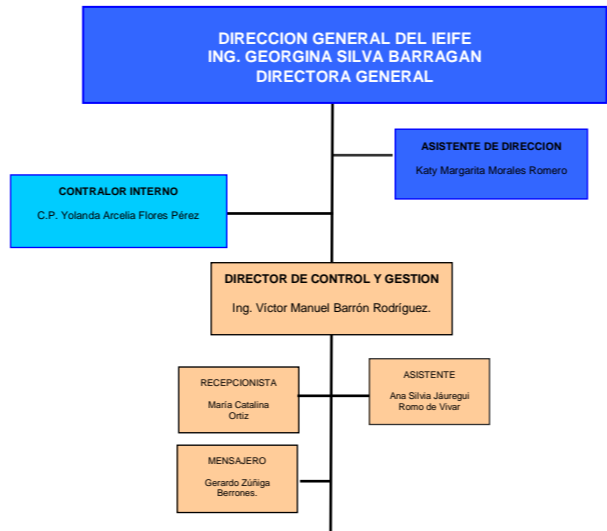 DIRECCION GENERAL DEL IEIFE
ING. GEORGINA SILVA BARRAGAN
DIRECTORA GENERAL
ASISTENTE DE DIRECCION
Katy Margarita Morales Romero
CONTRALOR INTERNO
C.P. Yolanda Arcelia Flores Pérez
DIRECTOR DE CONTROL Y GESTION
Ing. Víctor Manuel Barrón Rodríguez.
RECEPCIONISTA
María Catalina
Ortiz
ASISTENTE
Ana Silvia Jáuregui
Romo de Vivar
MENSAJERO
Gerardo Zúñiga
Berrones.